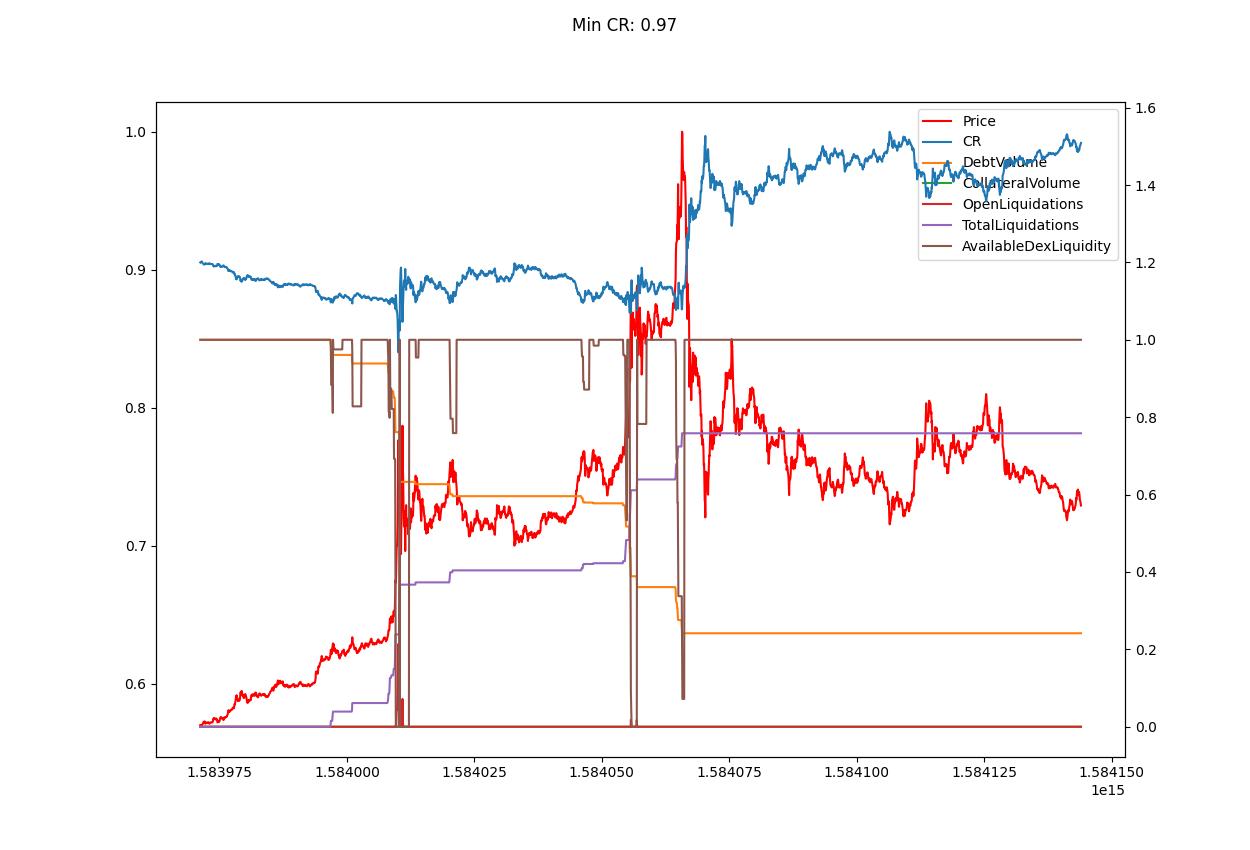 Min CR: 0.97
1.0
0.9
0.8
0.7
0.6
1.6
1.4
1.2
1.0
0.8
0.6
0.4
0.2
0.0
Price
CR
DebtVolume
CollateralVolume
OpenLiquidations
TotalLiquidations
AvailableDexLiquidity
1.583975 1.584000 1.584025 1.584050 1.584075 1.584100 1.584125 1.584150
1e15